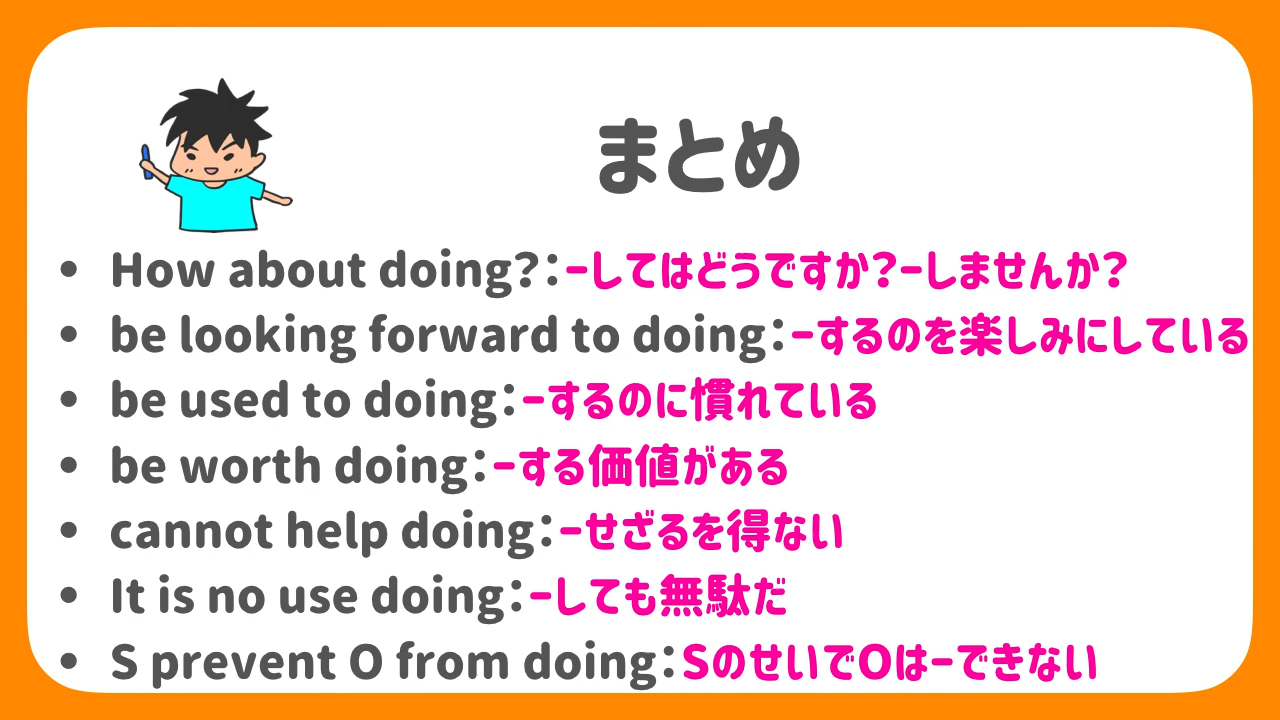 まとめ
• How about doing?：-してはどうですか？-しませんか？
• be looking forward to doing：-するのを楽しみにしている
• be used to doing：-するのに慣れている
• be worth doing：-する価値がある
• cannot help doing：-せざるを得ない
• It is no use doing：-しても無駄だ
• S prevent O from doing：SのせいでOは-できない